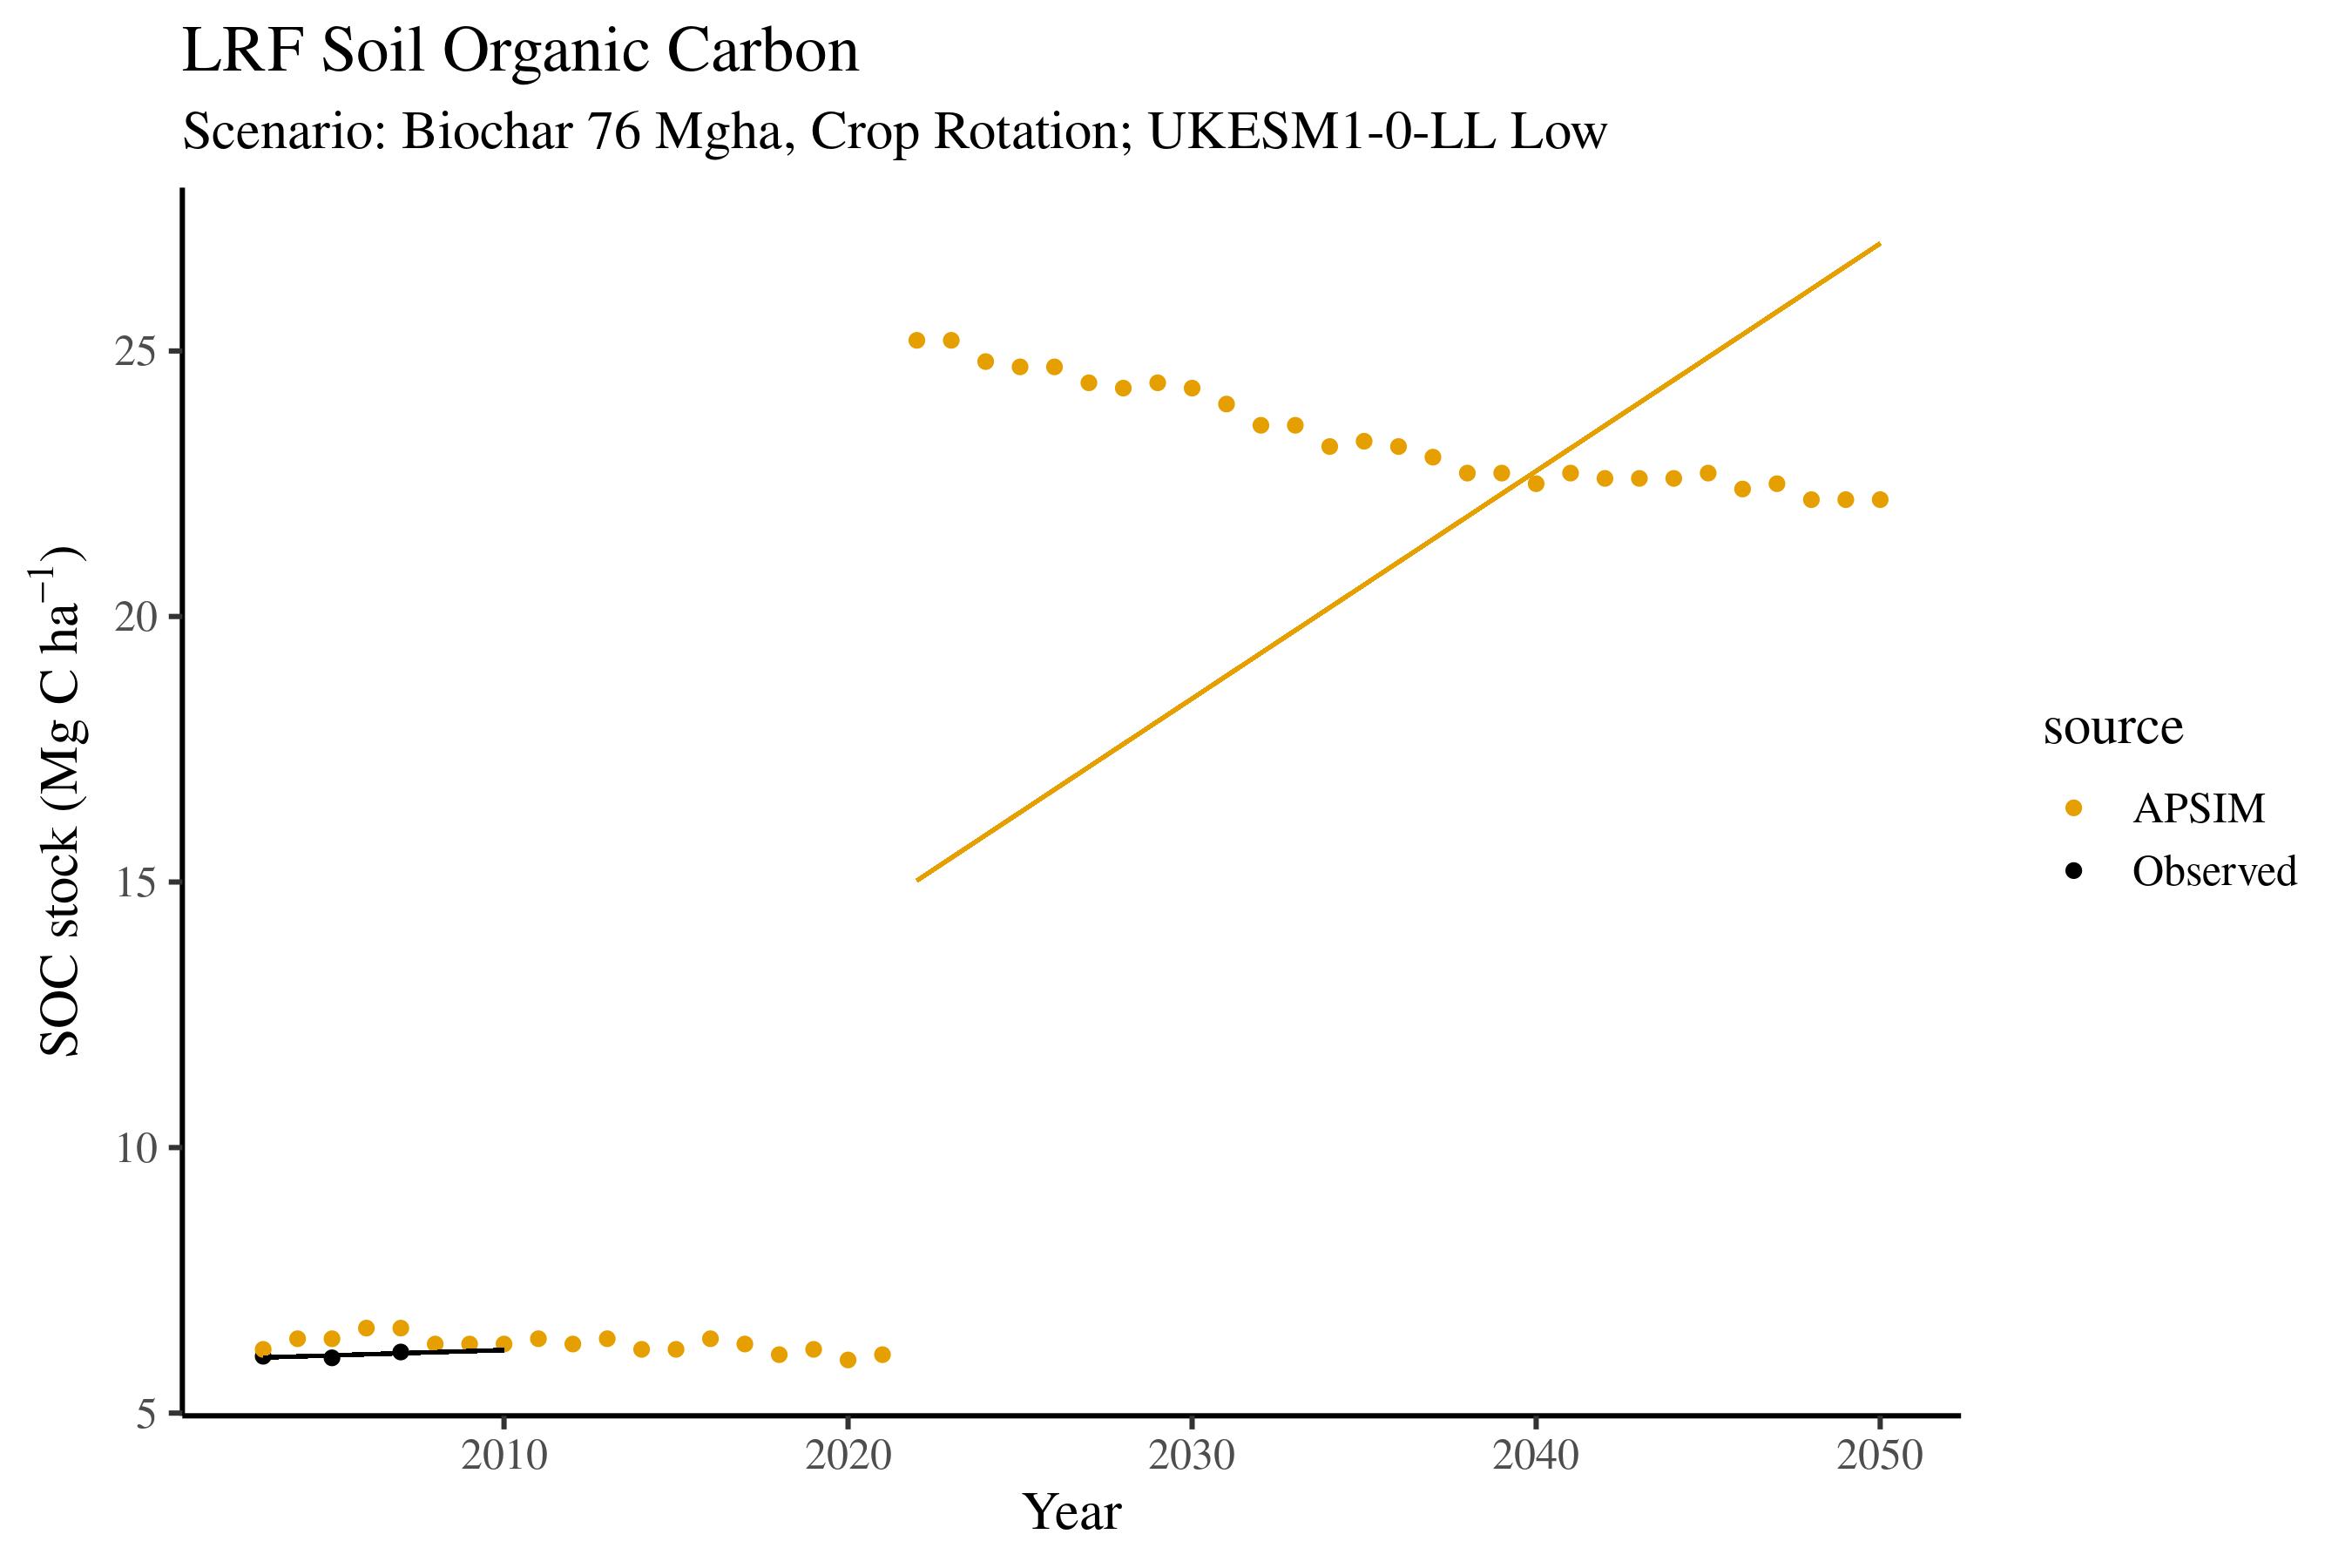 LRF Soil Organic Carbon
Scenario: Biochar 76 Mgha, Crop Rotation; UKESM1-0-LL Low
SOC stock (Mg C ha⁻¹)
25
20
15
10
5
2010 2020 2030 2040 2050
Year
source
APSIM
Observed